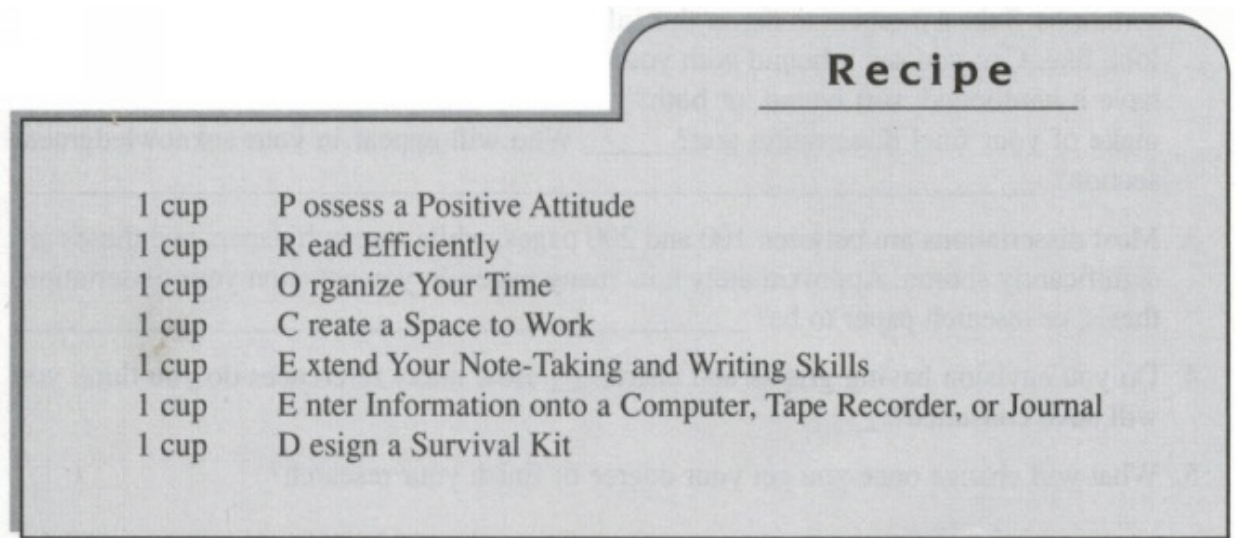 Recipe
1 cup P ossess a Positive Attitude
1 cup R ead Efficiently
1 cup O rganize Your Time
1 cup C reate a Space to Work
1 cup E xtend Your Note-Taking and Writing Skills
1 cup E nter Information onto a Computer, Tape Recorder, or Journal
1 cup D esign a Survival Kit